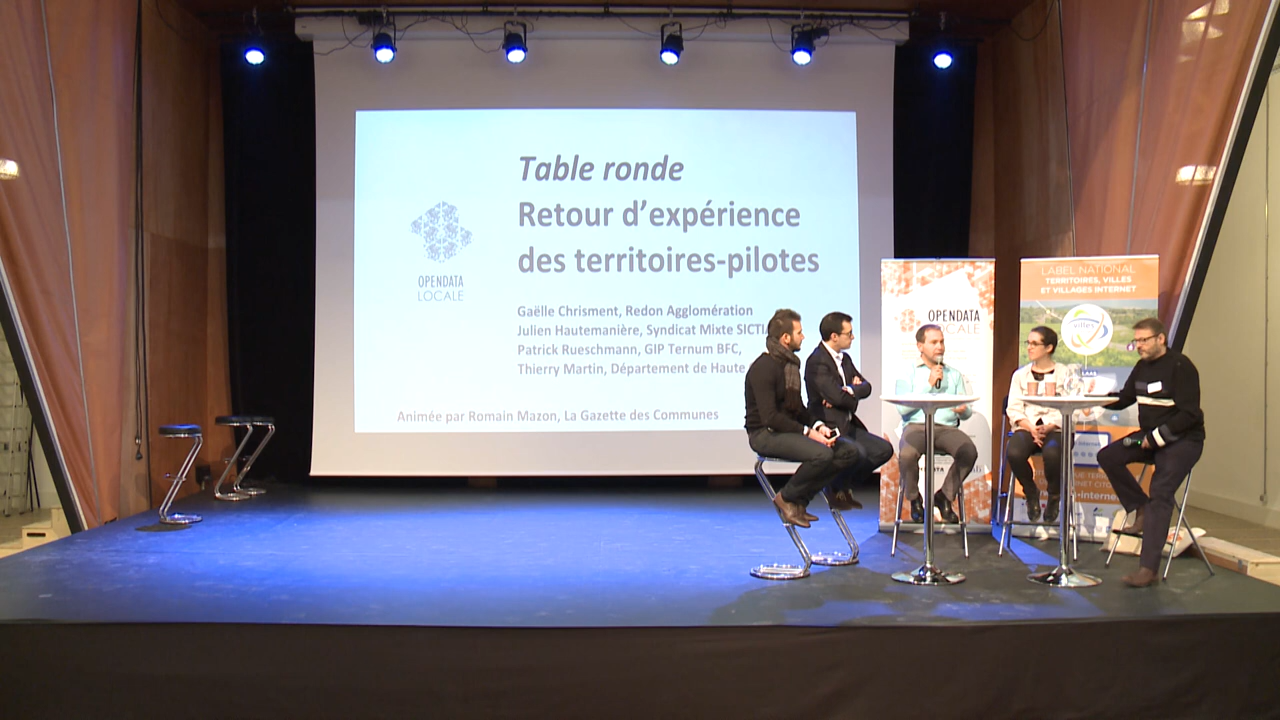 Table ronde
Retour d'expérience
des territoires-pilotes
OPENDATA
LOCALE
Gaëlle Chrisment, Redon Agglomération
Julien Hautemanière, Syndicat Mixte
Patrick Rueschmann, GIP Ternum BFC,
Thierry Martin, Département de Haute
Animée par Romain Mazon, La Gazette des Communes
OPENDATA
LOCALE
LABEL NATIONAL
TERRITOIRES, VILLES
ET VILLAGES INTERNET
villes